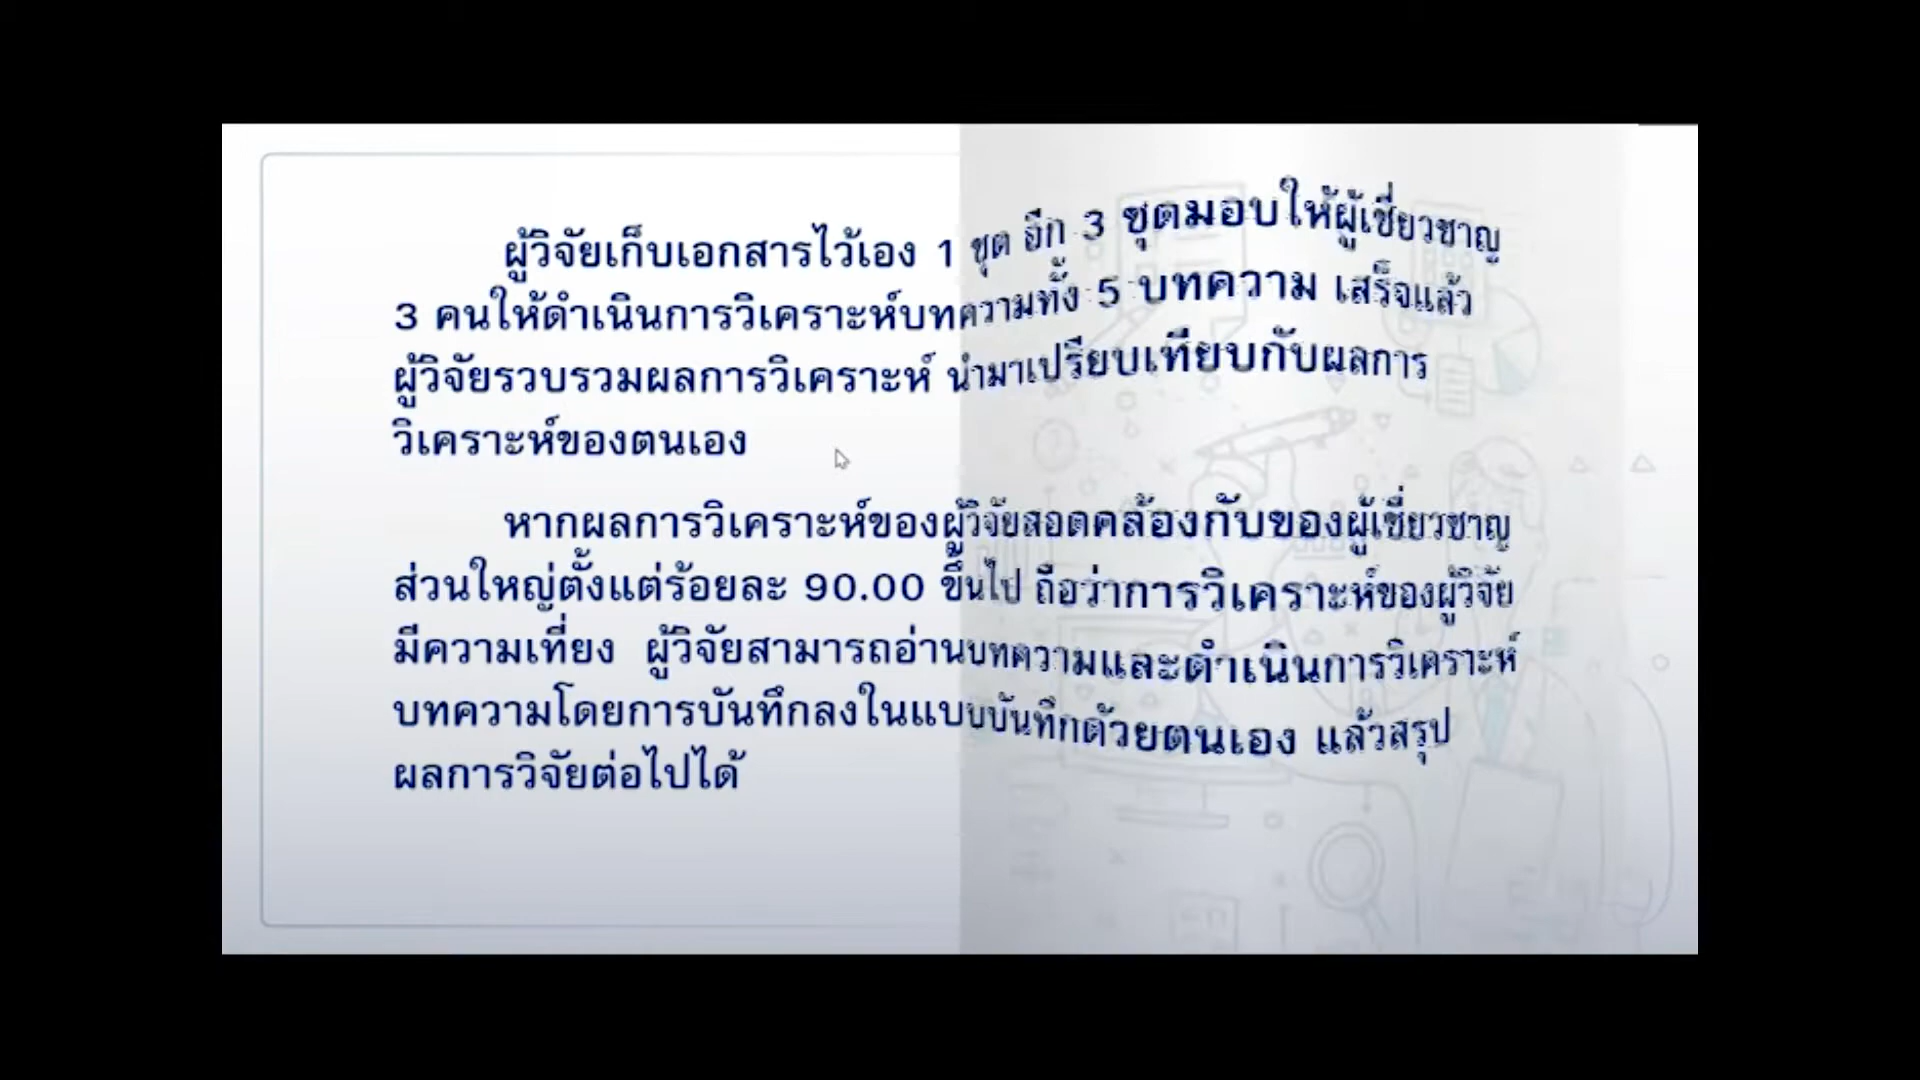 ผู้วิจัยเก็บเอกสารไว้เอง 1 ชุด อีก 3 ชุดมอบให้ผู้เชี่ยวชาญ
3 คนให้ดำเนินการวิเคราะห์บทความทั้ง 5 บทความ เสร็จแล้ว
ผู้วิจัยรวบรวมผลการวิเคราะห์ นำมาเปรียบเทียบกับผลการ
วิเคราะห์ของตนเอง
หากผลการวิเคราะห์ของผู้วิจัยสอดคล้องกับของผู้เชี่ยวชาญ
ส่วนใหญ่ตั้งแต่ร้อยละ 90.00 ขึ้นไป ถือว่าการวิเคราะห์ของผู้วิจัย
มีความเที่ยง ผู้วิจัยสามารถอ่านบทความและดำเนินการวิเคราะห์
บทความโดยการบันทึกลงในแบบบันทึกด้วยตนเอง แล้วสรุป
ผลการวิจัยต่อไปได้